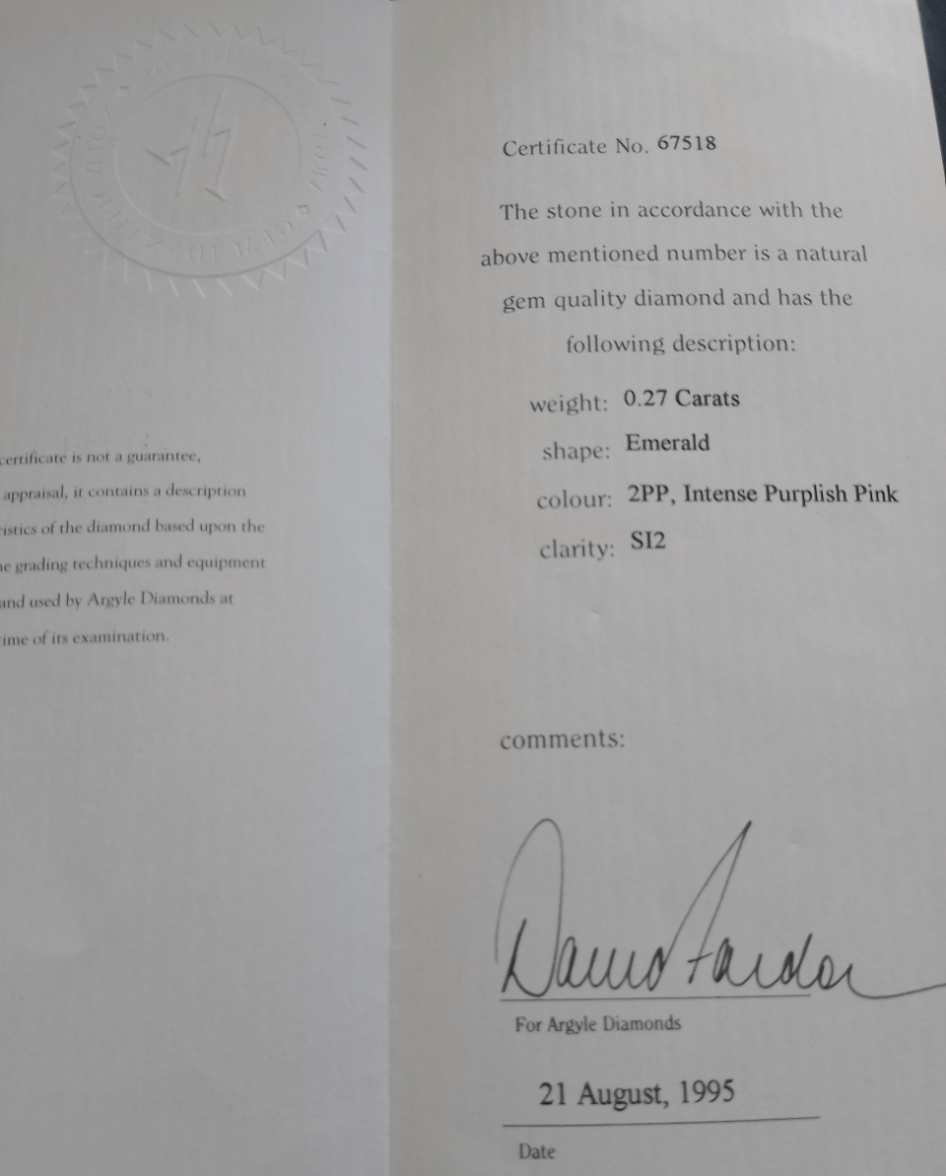 certificate is not a guarantee,
appraisal, it contains a description
istics of the diamond based upon the
grading techniques and equipment
and used by Argyle Diamonds at
ime of its examination.
Certificate No. 67518
The stone in accordance with the
above mentioned number is a natural
gem quality diamond and has the
following description:
weight: 0.27 Carats
shape: Emerald
colour: 2PP, Intense Purplish Pink
clarity: SI2
comments:
For Argyle Diamonds
21 August, 1995
Date